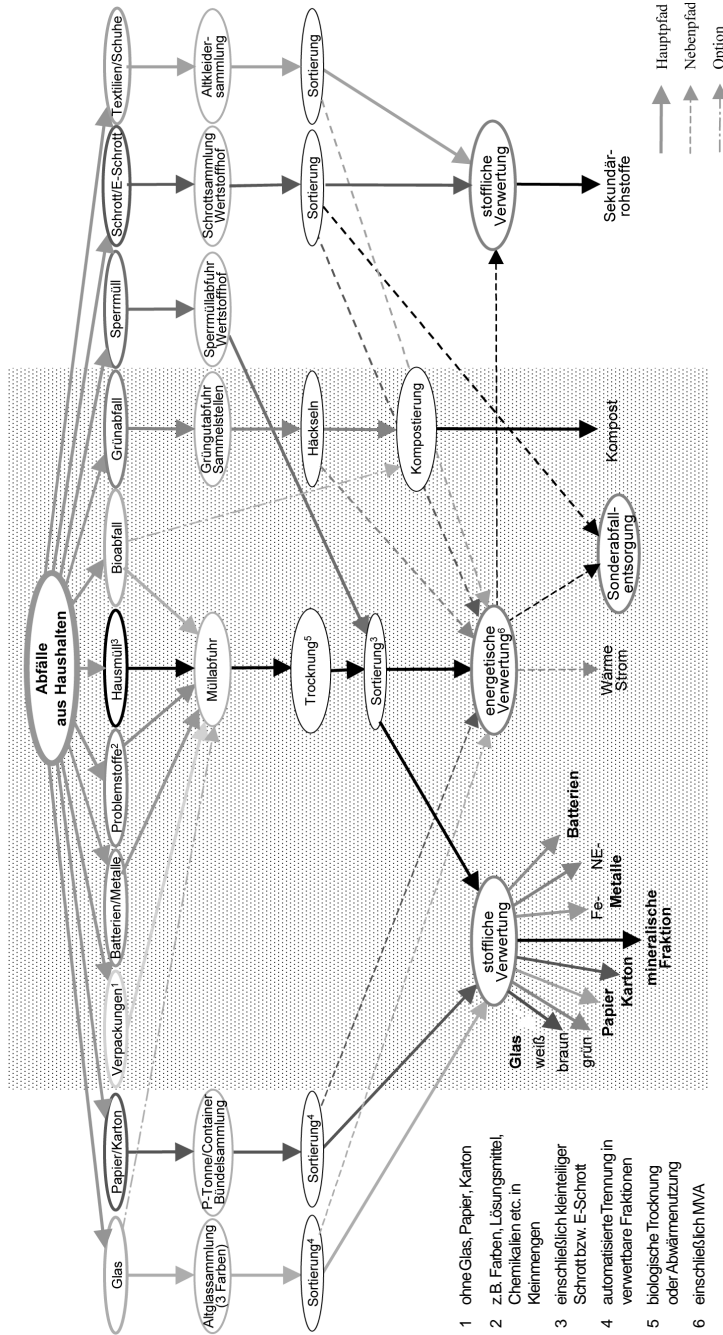 Abfälle
aus Haushalten
Glas
Papier/Karton
Verpackungen¹
Batterien/Metalle
Problemstoffe²
Hausmüll³
Bioabfall
Grünabfall
Sperrmüll
Schrott/E-Schrott
Textilien/Schuhe
Altglassammlung
(3 Farben)
P-Tonne/Container
Bündelsammlung
Müllabfuhr
Grüngutabfuhr
Sammelstellen
Sperrmüllabfuhr
Wertstoffhof
Schrottsammlung
Wertstoffhof
Altkleider-
sammlung
Sortierung⁴
Sortierung⁴
Trocknung⁵
Häckseln
Sortierung
Sortierung
Sortierung³
Kompostierung
stoffliche
Verwertung
energetische
Verwertung⁶
stoffliche
Verwertung
Sonderabfall-
entsorgung
Glas
weiß
braun
grün
Papier
Karton
mineralische
Fraktion
Fe-
NE-
Metalle
Batterien
Wärme
Strom
Kompost
Sekundär-
rohstoffe
1 ohne Glas, Papier, Karton
2 z.B. Farben, Lösungsmittel,
Chemikalien etc. in
Kleinmengen
3 einschließlich kleinteiliger
Schrott bzw. E-Schrott
4 automatisierte Trennung in
verwertbare Fraktionen
5 biologische Trocknung
oder Abwärmenutzung
6 einschließlich MVA
Hauptpfad
Nebenpfad
Option